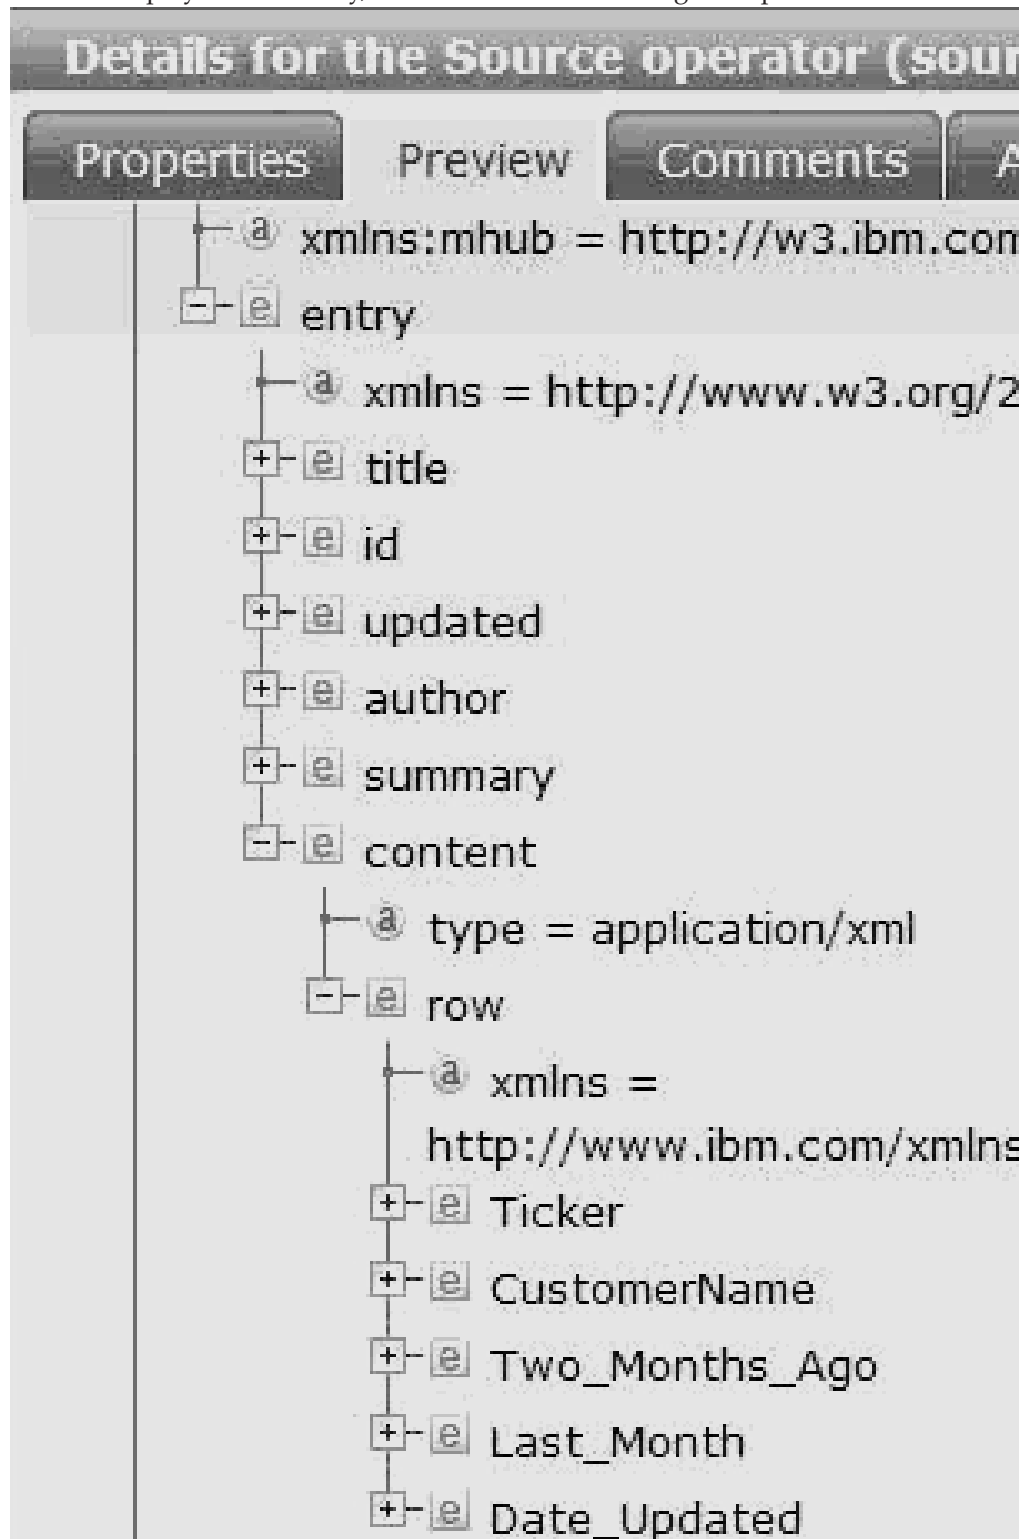 Details for the Source operator (sour
Properties Preview Comments A
a xmlns:mhub = http://w3.ibm.com
e entry
a xmlns = http://www.w3.org/2
e title
e id
e updated
e author
e summary
e content
a type = application/xml
e row
a xmlns =
http://www.ibm.com/xmlns
e Ticker
e CustomerName
e Two_Months_Ago
e Last_Month
e Date_Updated